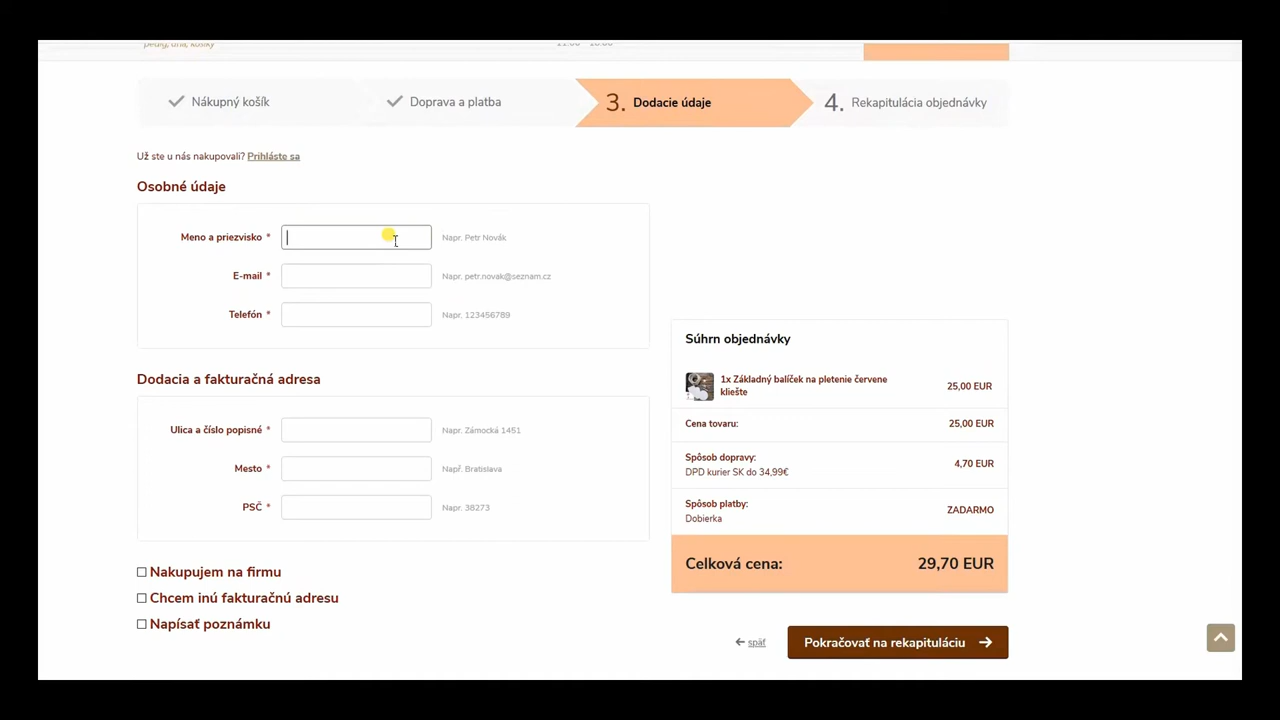 pedig, dná, košíky
Nákupný košík
Doprava a platba
3. Dodacie údaje
4. Rekapitulácia objednávky
Už ste u nás nakupovali? Prihláste sa
Osobné údaje
Meno a priezvisko *
Napr. Petr Novák
E-mail *
Napr. petr.novak@seznam.cz
Telefón *
Napr. 123456789
Dodacia a fakturačná adresa
Ulica a číslo popisné *
Napr. Zámocká 1451
Mesto *
Např. Bratislava
PSČ *
Napr. 38273
Nakupujem na firmu
Chcem inú fakturačnú adresu
Napísať poznámku
Súhrn objednávky
1x Základný balíček na pletenie červene
kliešte
25,00 EUR
Cena tovaru:
25,00 EUR
Spôsob dopravy:
DPD kurier SK do 34,99€
4,70 EUR
Spôsob platby:
Dobierka
ZADARMO
Celková cena:
29,70 EUR
späť
Pokračovať na rekapituláciu